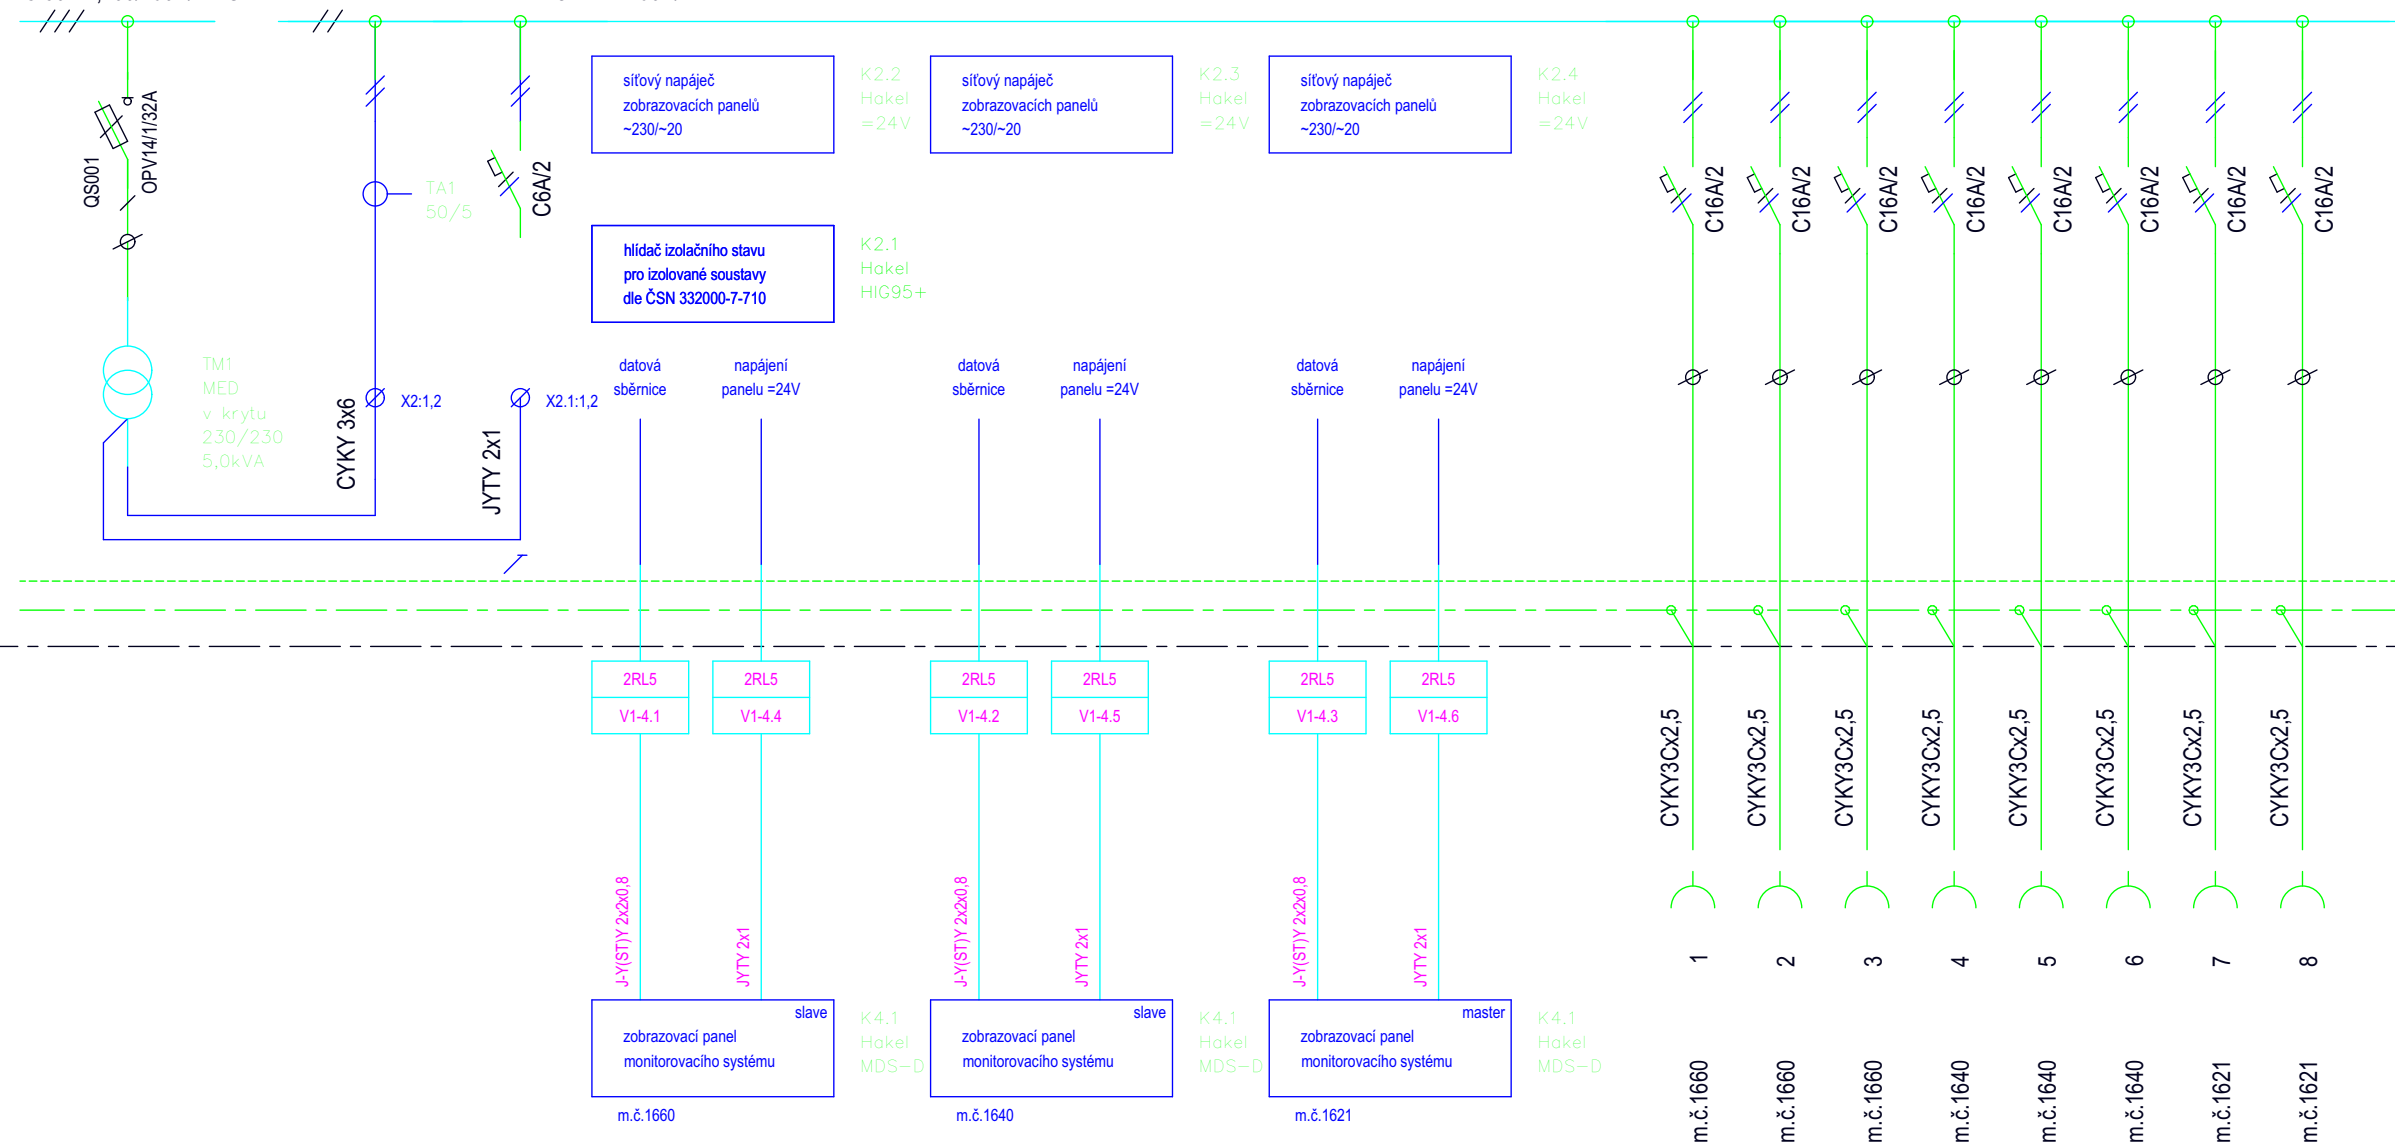 síťový napáječ
zobrazovacích panelů
~230/~20
K2.2
Hakel
=24V
síťový napáječ
zobrazovacích panelů
~230/~20
K2.3
Hakel
=24V
síťový napáječ
zobrazovacích panelů
~230/~20
K2.4
Hakel
=24V
QS001
OPV14/1/32A
TA1
50/5
C6A/2
C16A/2
C16A/2
C16A/2
C16A/2
C16A/2
C16A/2
C16A/2
C16A/2
hlídač izolačního stavu
pro izolované soustavy
dle ČSN 332000-7-710
K2.1
Hakel
HIG95+
TM1
MED
v krytu
230/230
5,0kVA
CYKY 3x6
X2:1,2
JYTY 2x1
X2.1:1,2
datová
sběrnice
napájení
panelu =24V
datová
sběrnice
napájení
panelu =24V
datová
sběrnice
napájení
panelu =24V
2RL5
V1-4.1
2RL5
V1-4.4
2RL5
V1-4.2
2RL5
V1-4.5
2RL5
V1-4.3
2RL5
V1-4.6
CYKY3Cx2,5
CYKY3Cx2,5
CYKY3Cx2,5
CYKY3Cx2,5
CYKY3Cx2,5
CYKY3Cx2,5
CYKY3Cx2,5
CYKY3Cx2,5
J-Y(ST)Y 2x2x0,8
JYTY 2x1
J-Y(ST)Y 2x2x0,8
JYTY 2x1
J-Y(ST)Y 2x2x0,8
JYTY 2x1
1
2
3
4
5
6
7
8
slave
zobrazovací panel
monitorovacího systému
K4.1
Hakel
MDS-D
m.č.1660
slave
zobrazovací panel
monitorovacího systému
K4.1
Hakel
MDS-D
m.č.1640
master
zobrazovací panel
monitorovacího systému
K4.1
Hakel
MDS-D
m.č.1621
m.č.1660
m.č.1660
m.č.1660
m.č.1640
m.č.1640
m.č.1640
m.č.1621
m.č.1621